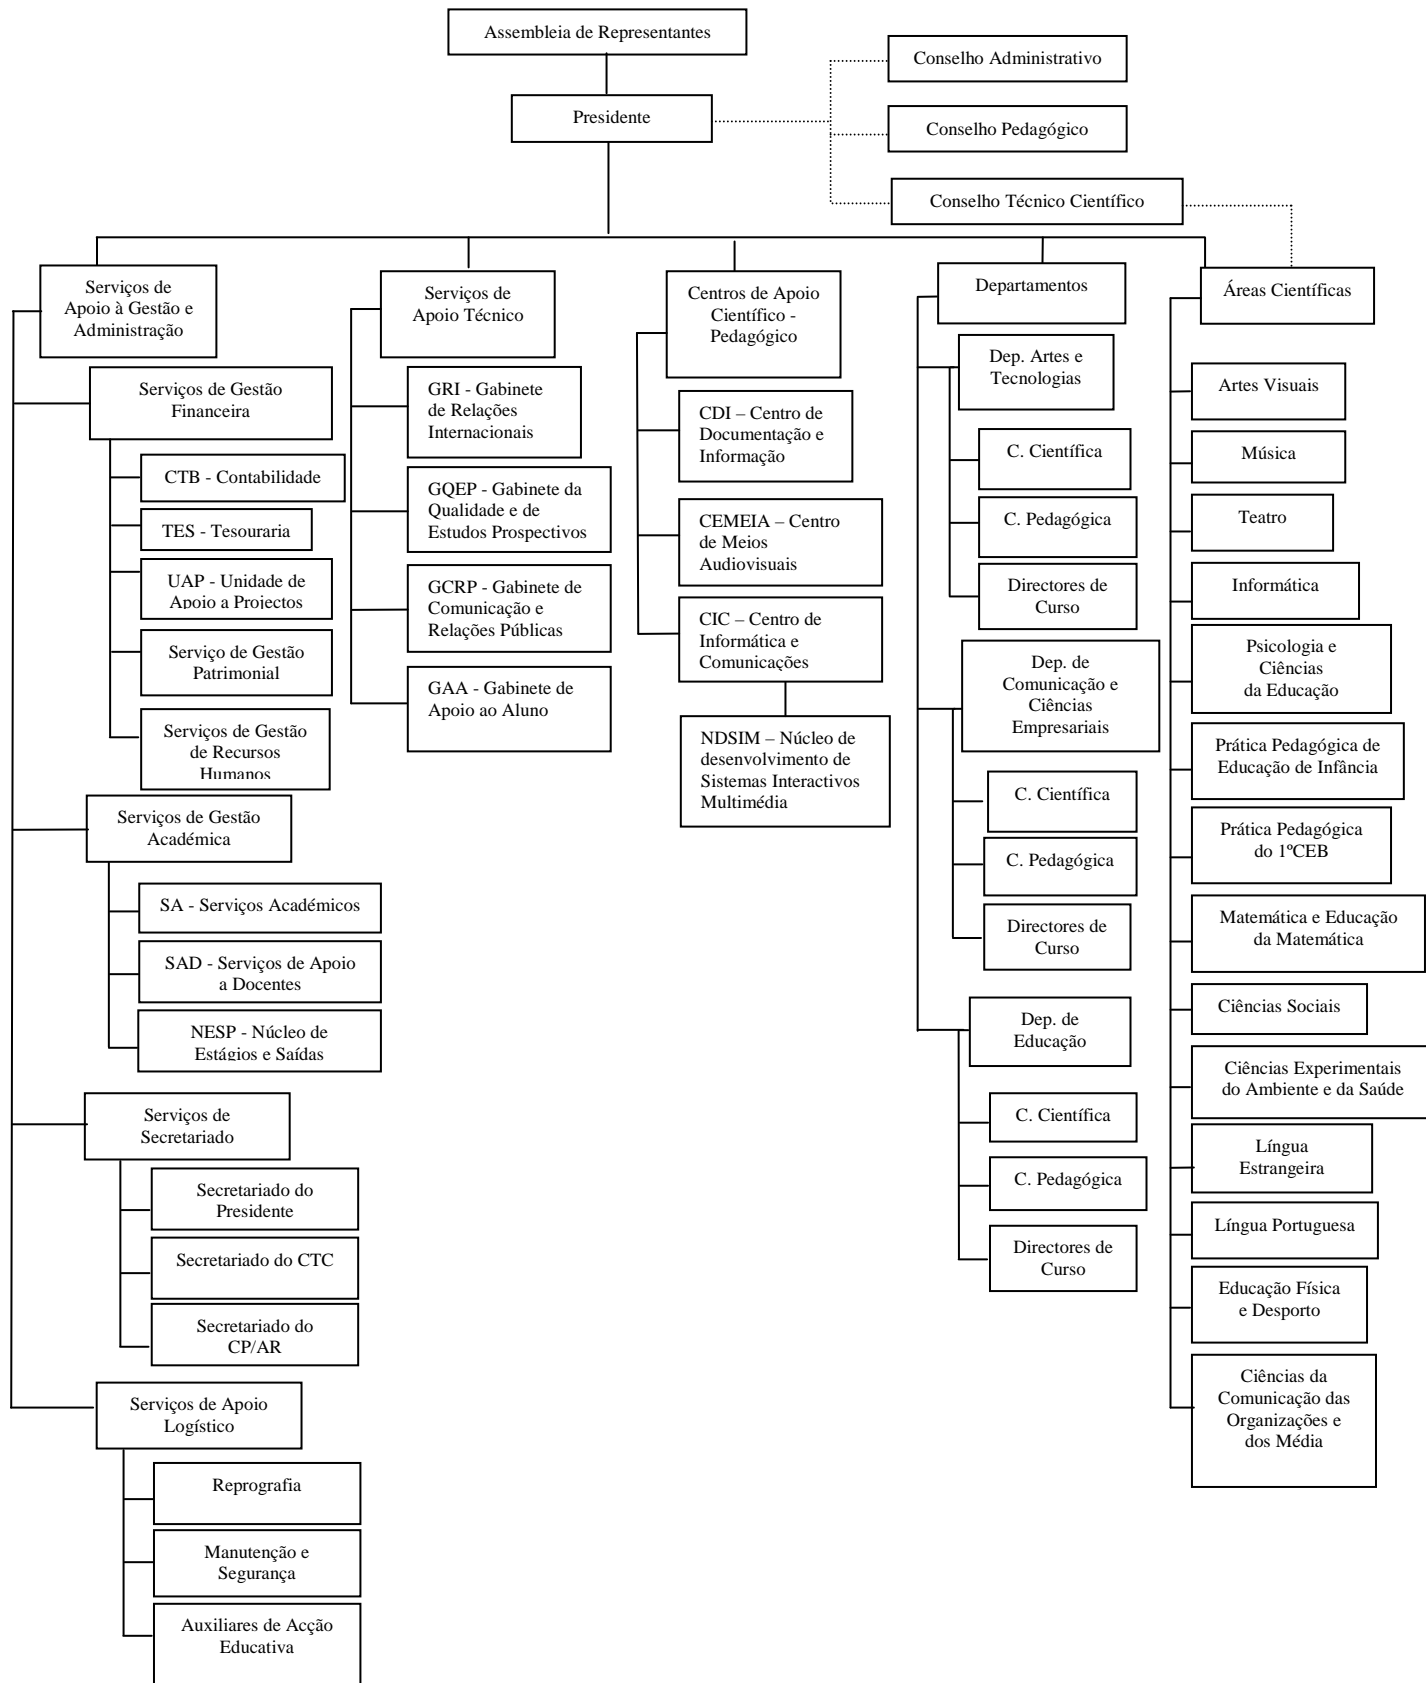 Assembleia de Representantes
Conselho Administrativo
Presidente
Conselho Pedagógico
Conselho Técnico Científico
Serviços de
Apoio à Gestão e
Administração
Serviços de Gestão
Financeira
CTB - Contabilidade
TES - Tesouraria
UAP - Unidade de
Apoio a Projectos
Serviço de Gestão
Patrimonial
Serviços de Gestão
de Recursos
Humanos
Serviços de Gestão
Académica
SA - Serviços Académicos
SAD - Serviços de Apoio
a Docentes
NESP - Núcleo de
Estágios e Saídas
Serviços de
Secretariado
Secretariado do
Presidente
Secretariado do CTC
Secretariado do
CP/AR
Serviços de Apoio
Logístico
Reprografia
Manutenção e
Segurança
Auxiliares de Acção
Educativa
Serviços de
Apoio Técnico
GRI - Gabinete
de Relações
Internacionais
GQEP - Gabinete da
Qualidade e de
Estudos Prospectivos
GCRP - Gabinete de
Comunicação e
Relações Públicas
GAA - Gabinete de
Apoio ao Aluno
Centros de Apoio
Científico -
Pedagógico
CDI – Centro de
Documentação e
Informação
CEMEIA – Centro
de Meios
Audiovisuais
CIC – Centro de
Informática e
Comunicações
NDSIM – Núcleo de
desenvolvimento de
Sistemas Interactivos
Multimédia
Departamentos
Dep. Artes e
Tecnologias
C. Científica
C. Pedagógica
Directores de
Curso
Dep. de
Comunicação e
Ciências
Empresariais
C. Científica
C. Pedagógica
Directores de
Curso
Dep. de
Educação
C. Científica
C. Pedagógica
Directores de
Curso
Áreas Científicas
Artes Visuais
Música
Teatro
Informática
Psicologia e
Ciências
da Educação
Prática Pedagógica de
Educação de Infância
Prática Pedagógica
do 1ºCEB
Matemática e Educação
da Matemática
Ciências Sociais
Ciências Experimentais
do Ambiente e da Saúde
Língua
Estrangeira
Língua Portuguesa
Educação Física
e Desporto
Ciências da
Comunicação das
Organizações e
dos Média